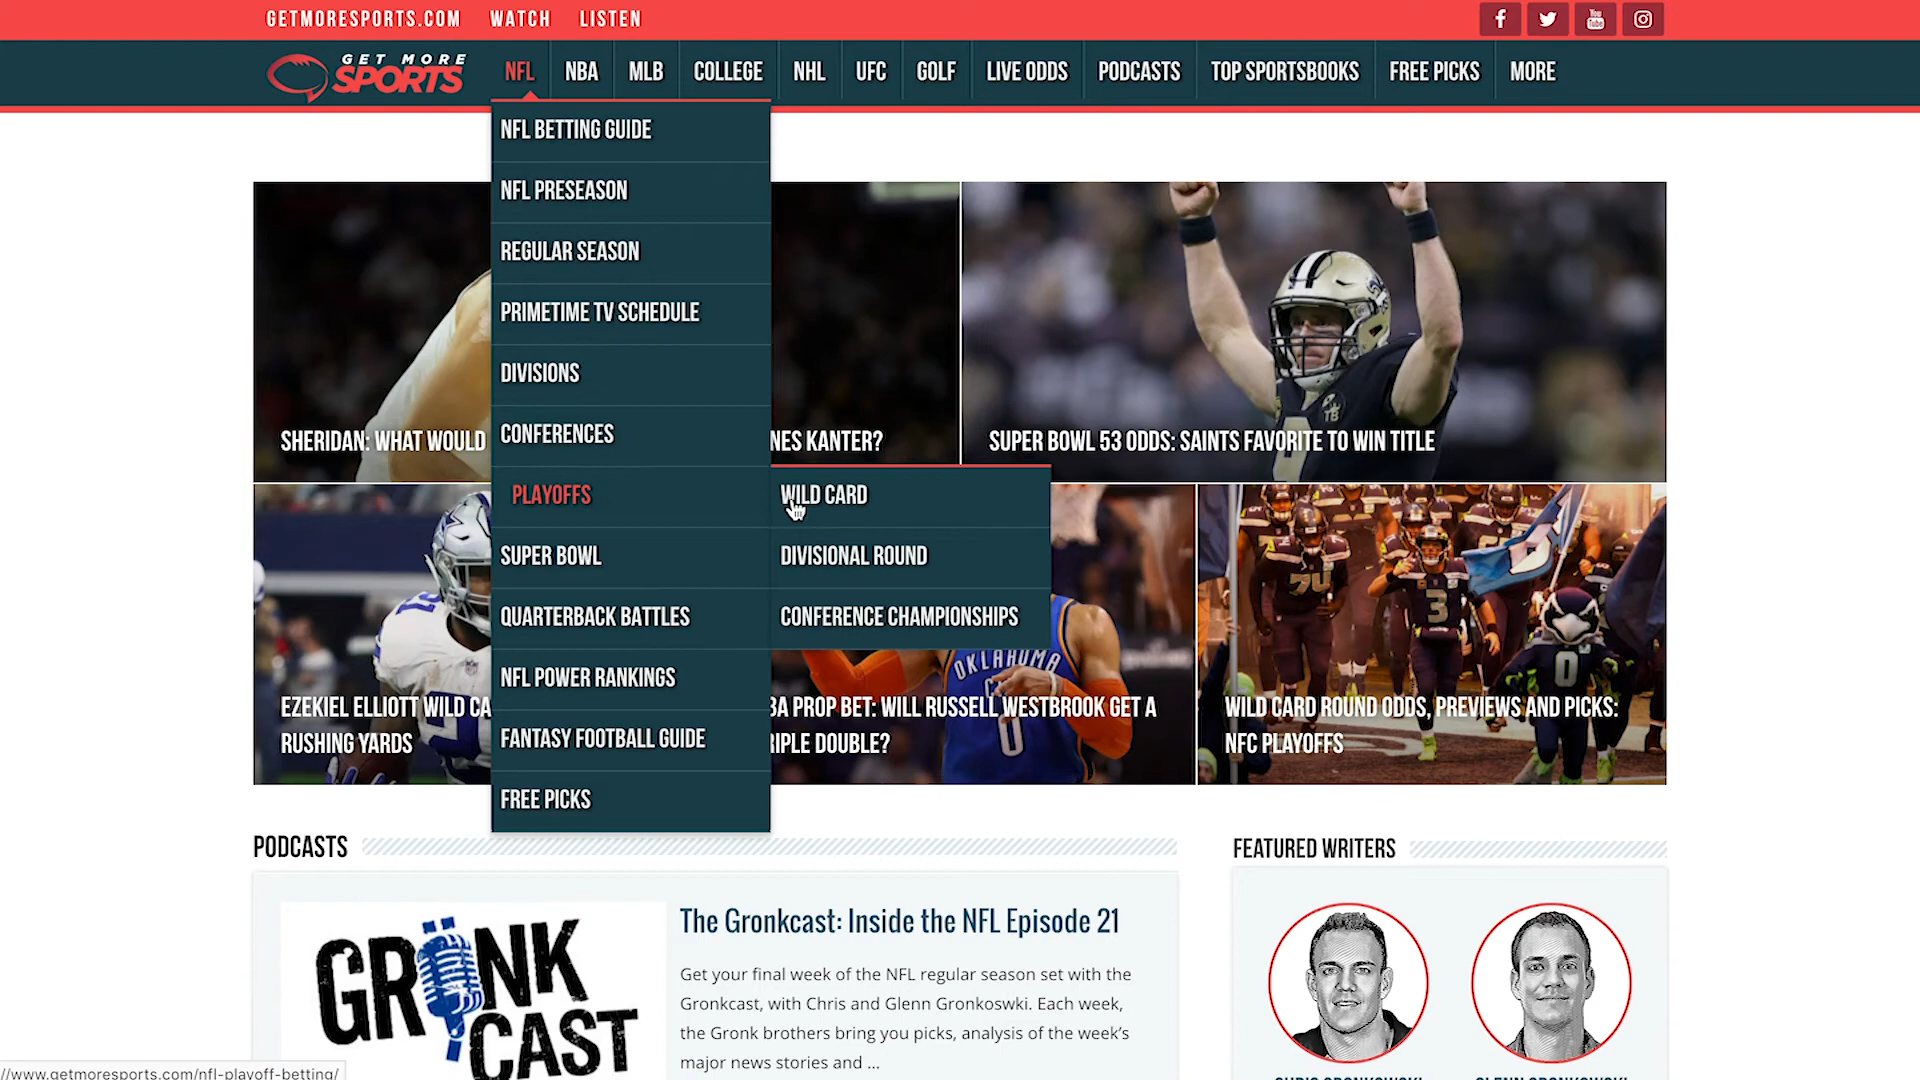 GETMORESPORTS.COM WATCH LISTEN
GET MORE
SPORTS
NFL NBA MLB COLLEGE NHL UFC GOLF LIVE ODDS PODCASTS TOP SPORTSBOOKS FREE PICKS MORE
NFL BETTING GUIDE
NFL PRESEASON
REGULAR SEASON
PRIMETIME TV SCHEDULE
DIVISIONS
CONFERENCES
PLAYOFFS
SUPER BOWL
QUARTERBACK BATTLES
NFL POWER RANKINGS
FANTASY FOOTBALL GUIDE
FREE PICKS
WILD CARD
DIVISIONAL ROUND
CONFERENCE CHAMPIONSHIPS
SHERIDAN: WHAT WOULD
KANTER?
SUPER BOWL 53 ODDS: SAINTS FAVORITE TO WIN TITLE
EZEKIEL ELLIOTT WILD
RUSHING YARDS
PROP BET: WILL RUSSELL WESTBROOK GET A
DOUBLE?
OKLAHOMA
0
WILD CARD ROUND ODDS, PREVIEWS AND PICKS:
NFC PLAYOFFS
3
0
PODCASTS
GRONK
CAST
The Gronkcast: Inside the NFL Episode 21
Get your final week of the NFL regular season set with the
Gronkcast, with Chris and Glenn Gronkoswki. Each week,
the Gronk brothers bring you picks, analysis of the week's
major news stories and ...
FEATURED WRITERS
CHRIS GRONKOWSKI
GLENN GRONKOWSKI
//www.getmoresports.com/nfl-playoff-betting/